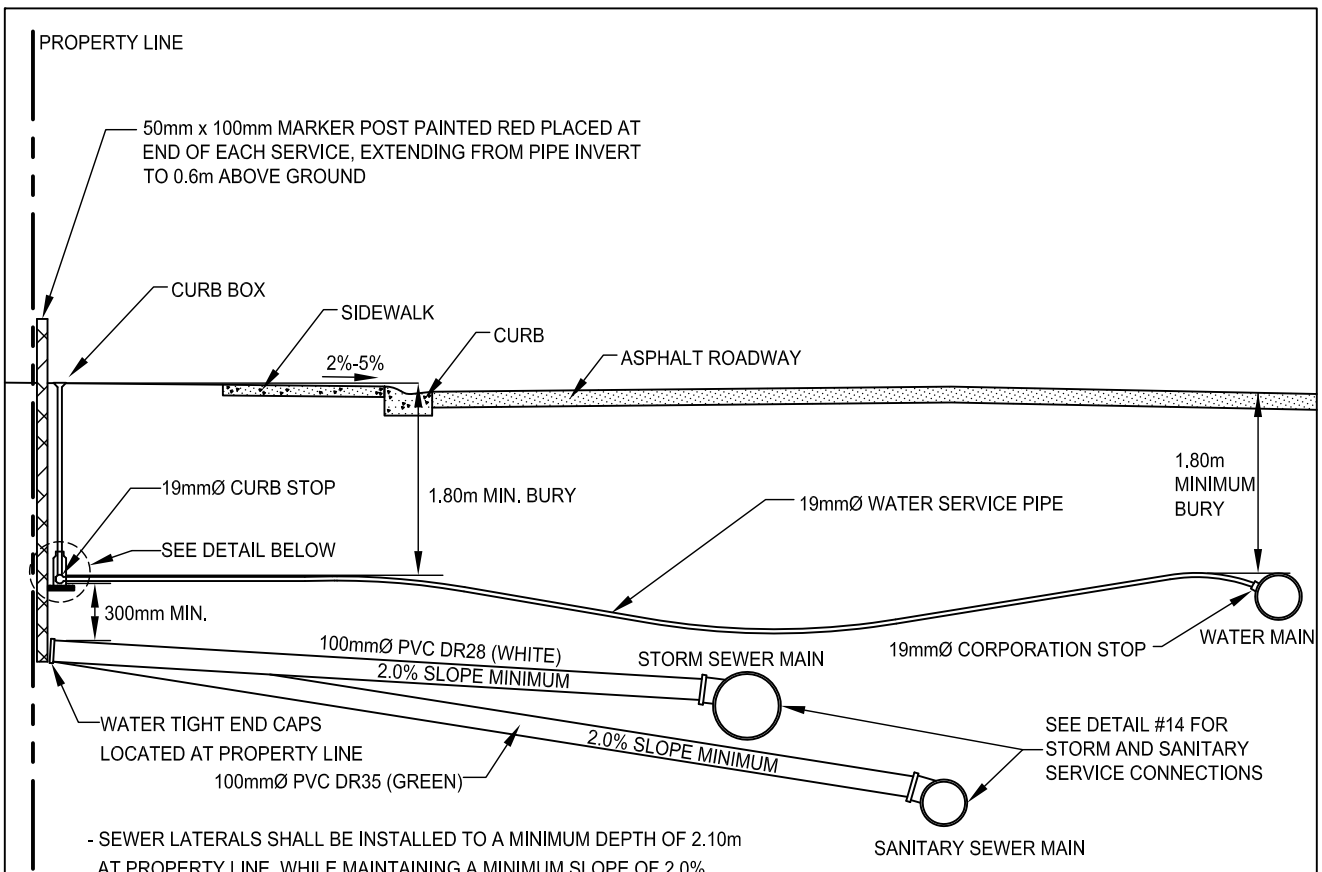 PROPERTY LINE
50mm x 100mm MARKER POST PAINTED RED PLACED AT
END OF EACH SERVICE, EXTENDING FROM PIPE INVERT
TO 0.6m ABOVE GROUND
CURB BOX
SIDEWALK
CURB
2%-5%
ASPHALT ROADWAY
19mmØ CURB STOP
1.80m MIN. BURY
19mmØ WATER SERVICE PIPE
1.80m
MINIMUM
BURY
SEE DETAIL BELOW
300mm MIN.
100mmØ PVC DR28 (WHITE)
2.0% SLOPE MINIMUM
STORM SEWER MAIN
19mmØ CORPORATION STOP
WATER MAIN
WATER TIGHT END CAPS
LOCATED AT PROPERTY LINE
2.0% SLOPE MINIMUM
100mmØ PVC DR35 (GREEN)
SEE DETAIL #14 FOR
STORM AND SANITARY
SERVICE CONNECTIONS
SANITARY SEWER MAIN
- SEWER LATERALS SHALL BE INSTALLED TO A MINIMUM DEPTH OF 2.10m
AT PROPERTY LINE, WHILE MAINTAINING A MINIMUM SLOPE OF 2.0%